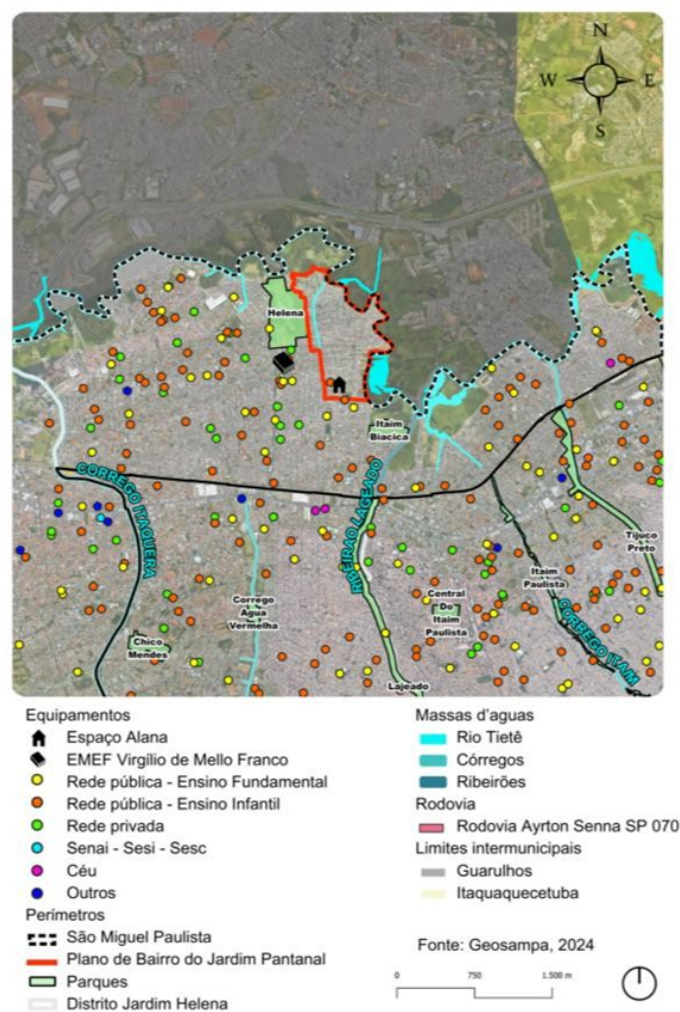 N
W E
S
Helena
Itaim
Biacica
CORREGO ITAQUERA
RIBEIRAO LAGEADO
Tijuco
Preto
Itaim
Paulista
Corrego
Agua
Vermelha
Central
Do
Itaim
Paulista
CORREGO ITAIM
Chico
Mendes
Lajeado
Equipamentos
Espaço Alana
EMEF Virgílio de Mello Franco
Rede pública - Ensino Fundamental
Rede pública - Ensino Infantil
Rede privada
Senai - Sesi - Sesc
Céu
Outros
Perímetros
São Miguel Paulista
Plano de Bairro do Jardim Pantanal
Parques
Distrito Jardim Helena
Massas d'aguas
Rio Tietê
Córregos
Ribeirões
Rodovia
Rodovia Ayrton Senna SP 070
Limites intermunicipais
Guarulhos
Itaquaquecetuba
Fonte: Geosampa, 2024
0 750 1.500 m